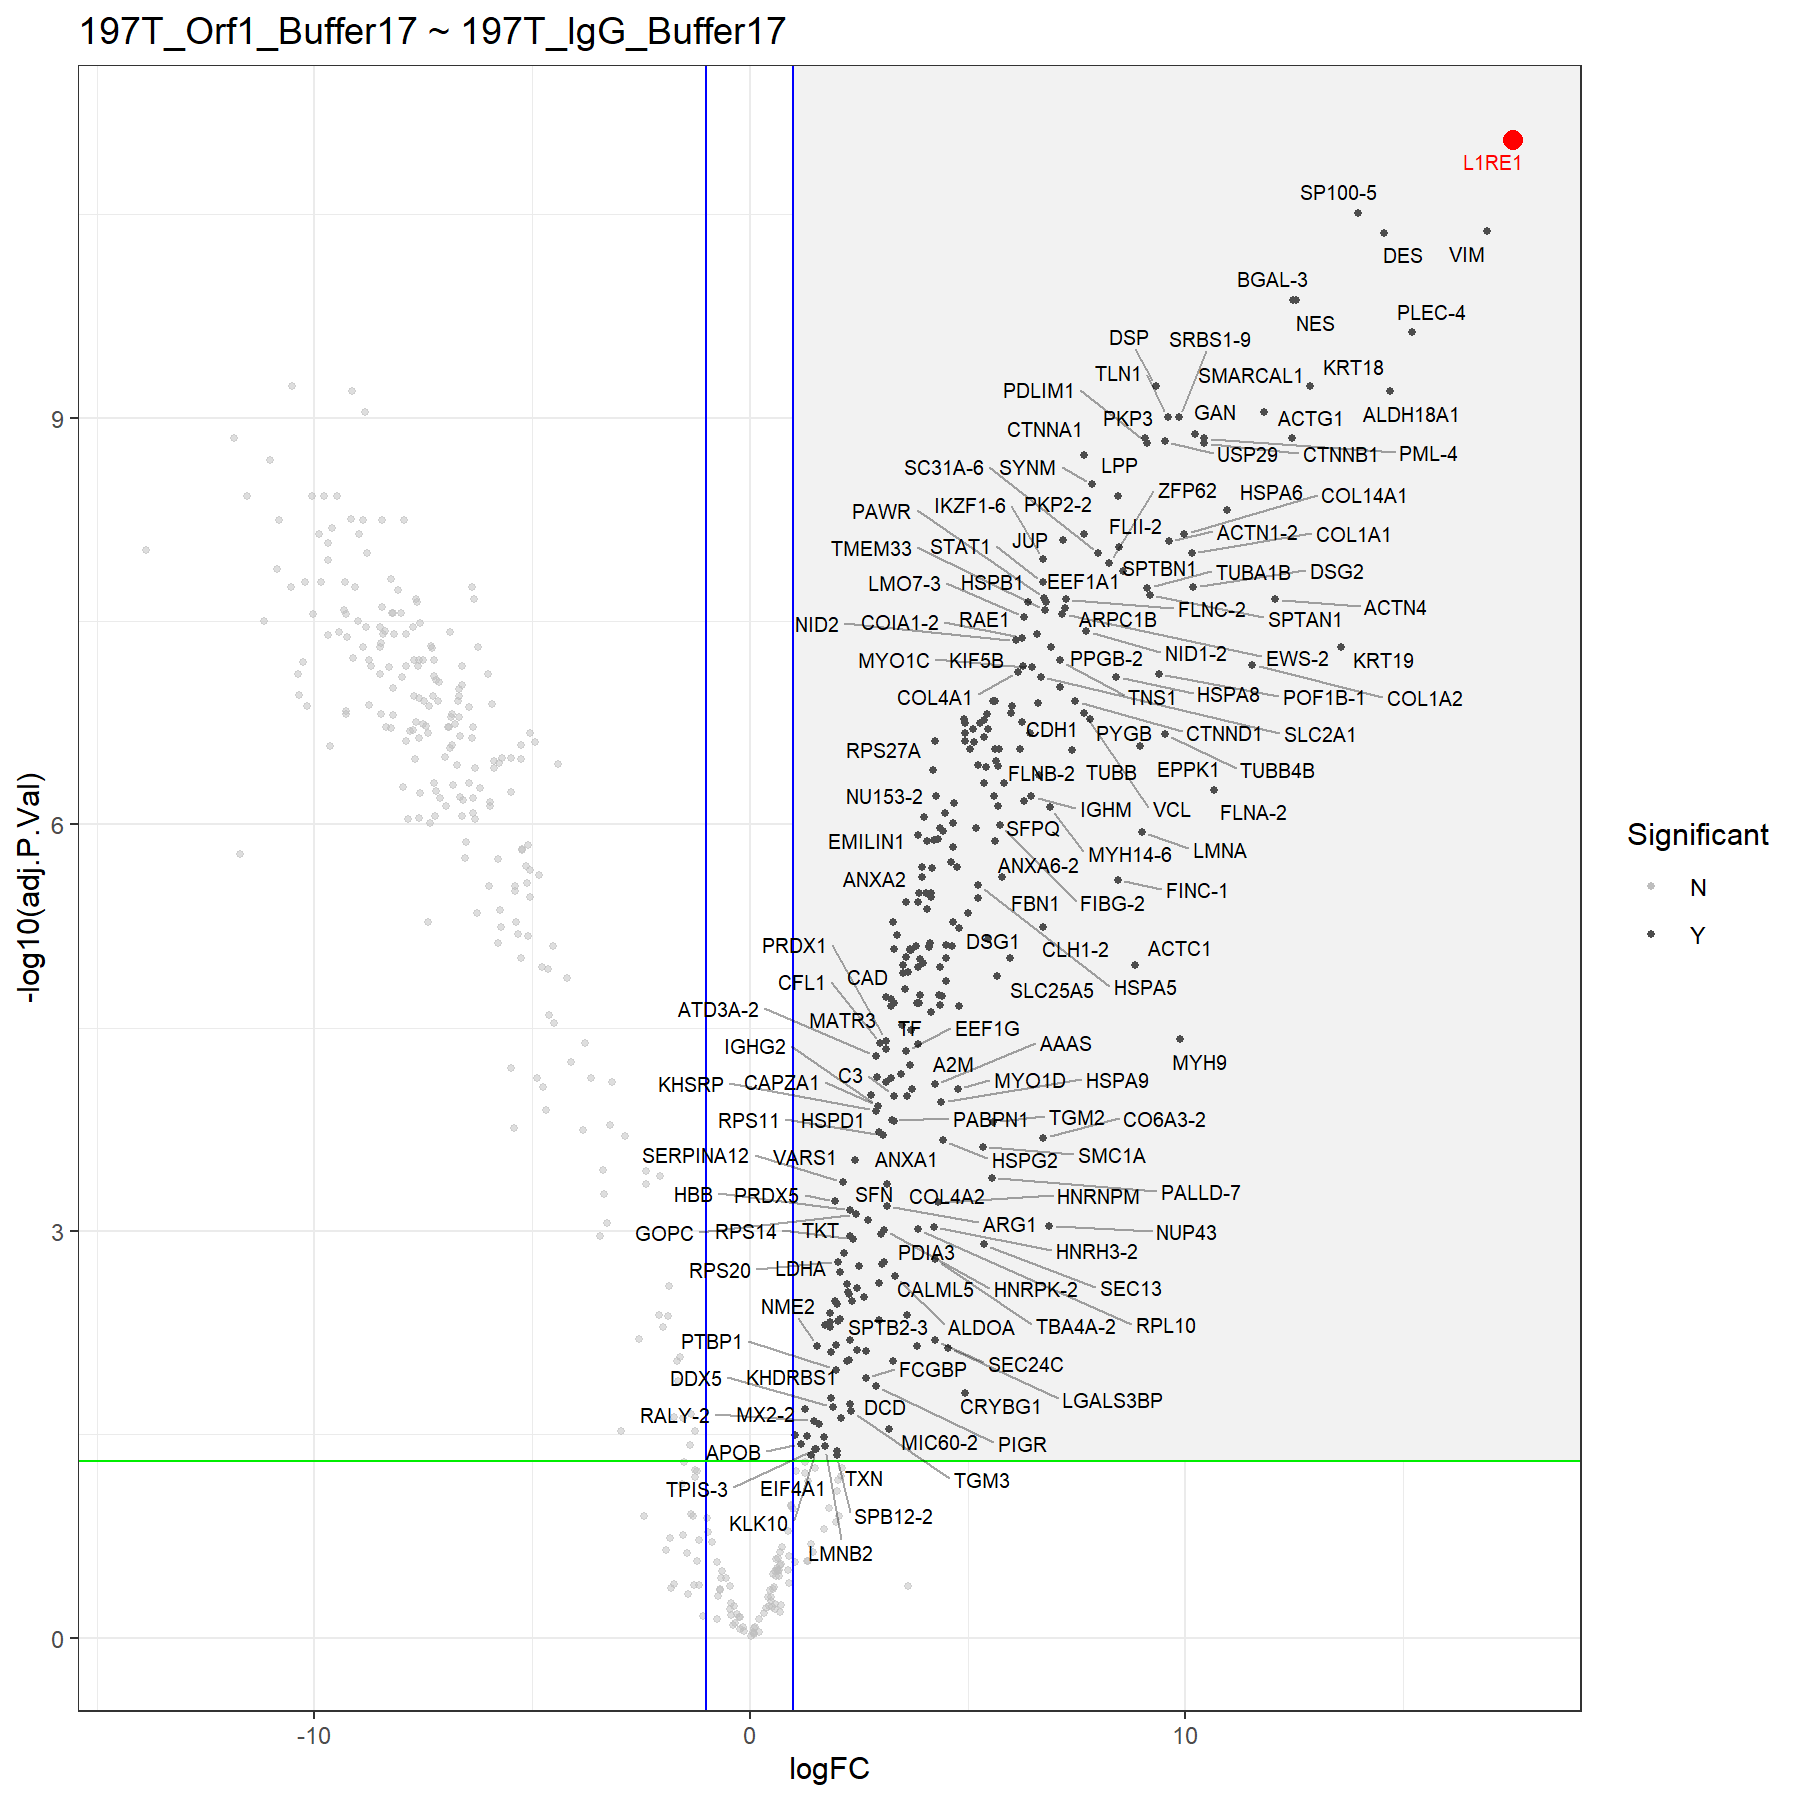 197T_Orf1_Buffer17 ~ 197T_IgG_Buffer17
L1RE1
SP100-5
DES
VIM
BGAL-3
NES
PLEC-4
DSP
SRBS1-9
TLN1
SMARCAL1
KRT18
PDLIM1
PKP3
GAN
ACTG1
ALDH18A1
CTNNA1
USP29
CTNNB1
PML-4
SC31A-6
SYNM
LPP
ZFP62
HSPA6
COL14A1
IKZF1-6
PKP2-2
PAWR
FLII-2
ACTN1-2
COL1A1
TMEM33
STAT1
JUP
SPTBN1
TUBA1B
DSG2
LMO7-3
HSPB1
EEF1A1
FLNC-2
ACTN4
NID2
COIA1-2
RAE1
ARPC1B
SPTAN1
MYO1C
KIF5B
PPGB-2
NID1-2
EWS-2
KRT19
COL4A1
TNS1
HSPA8
POF1B-1
COL1A2
RPS27A
CDH1
PYGB
CTNND1
SLC2A1
FLNB-2
TUBB
EPPK1
TUBB4B
NU153-2
IGHM
VCL
FLNA-2
EMILIN1
SFPQ
MYH14-6
LMNA
ANXA2
ANXA6-2
FINC-1
FBN1
FIBG-2
PRDX1
DSG1
CLH1-2
ACTC1
CFL1
CAD
SLC25A5
HSPA5
ATD3A-2
MATR3
TF
EEF1G
IGHG2
AAAS
MYH9
KHSRP
CAPZA1
C3
A2M
MYO1D
HSPA9
RPS11
HSPD1
PABPN1
TGM2
CO6A3-2
SERPINA12
VARS1
ANXA1
HSPG2
SMC1A
HBB
PRDX5
SFN
COL4A2
HNRNPM
PALLD-7
GOPC
RPS14
TKT
ARG1
NUP43
RPS20
LDHA
PDIA3
HNRH3-2
CALML5
HNRPK-2
SEC13
NME2
SPTB2-3
ALDOA
TBA4A-2
RPL10
PTBP1
SEC24C
DDX5
KHDRBS1
FCGBP
LGALS3BP
RALY-2
MX2-2
DCD
CRYBG1
APOB
MIC60-2
PIGR
TPIS-3
EIF4A1
TXN
TGM3
KLK10
SPB12-2
LMNB2
9
6
3
0
-10
0
10
logFC
-log10(adj.P.Val)
Significant
N
Y